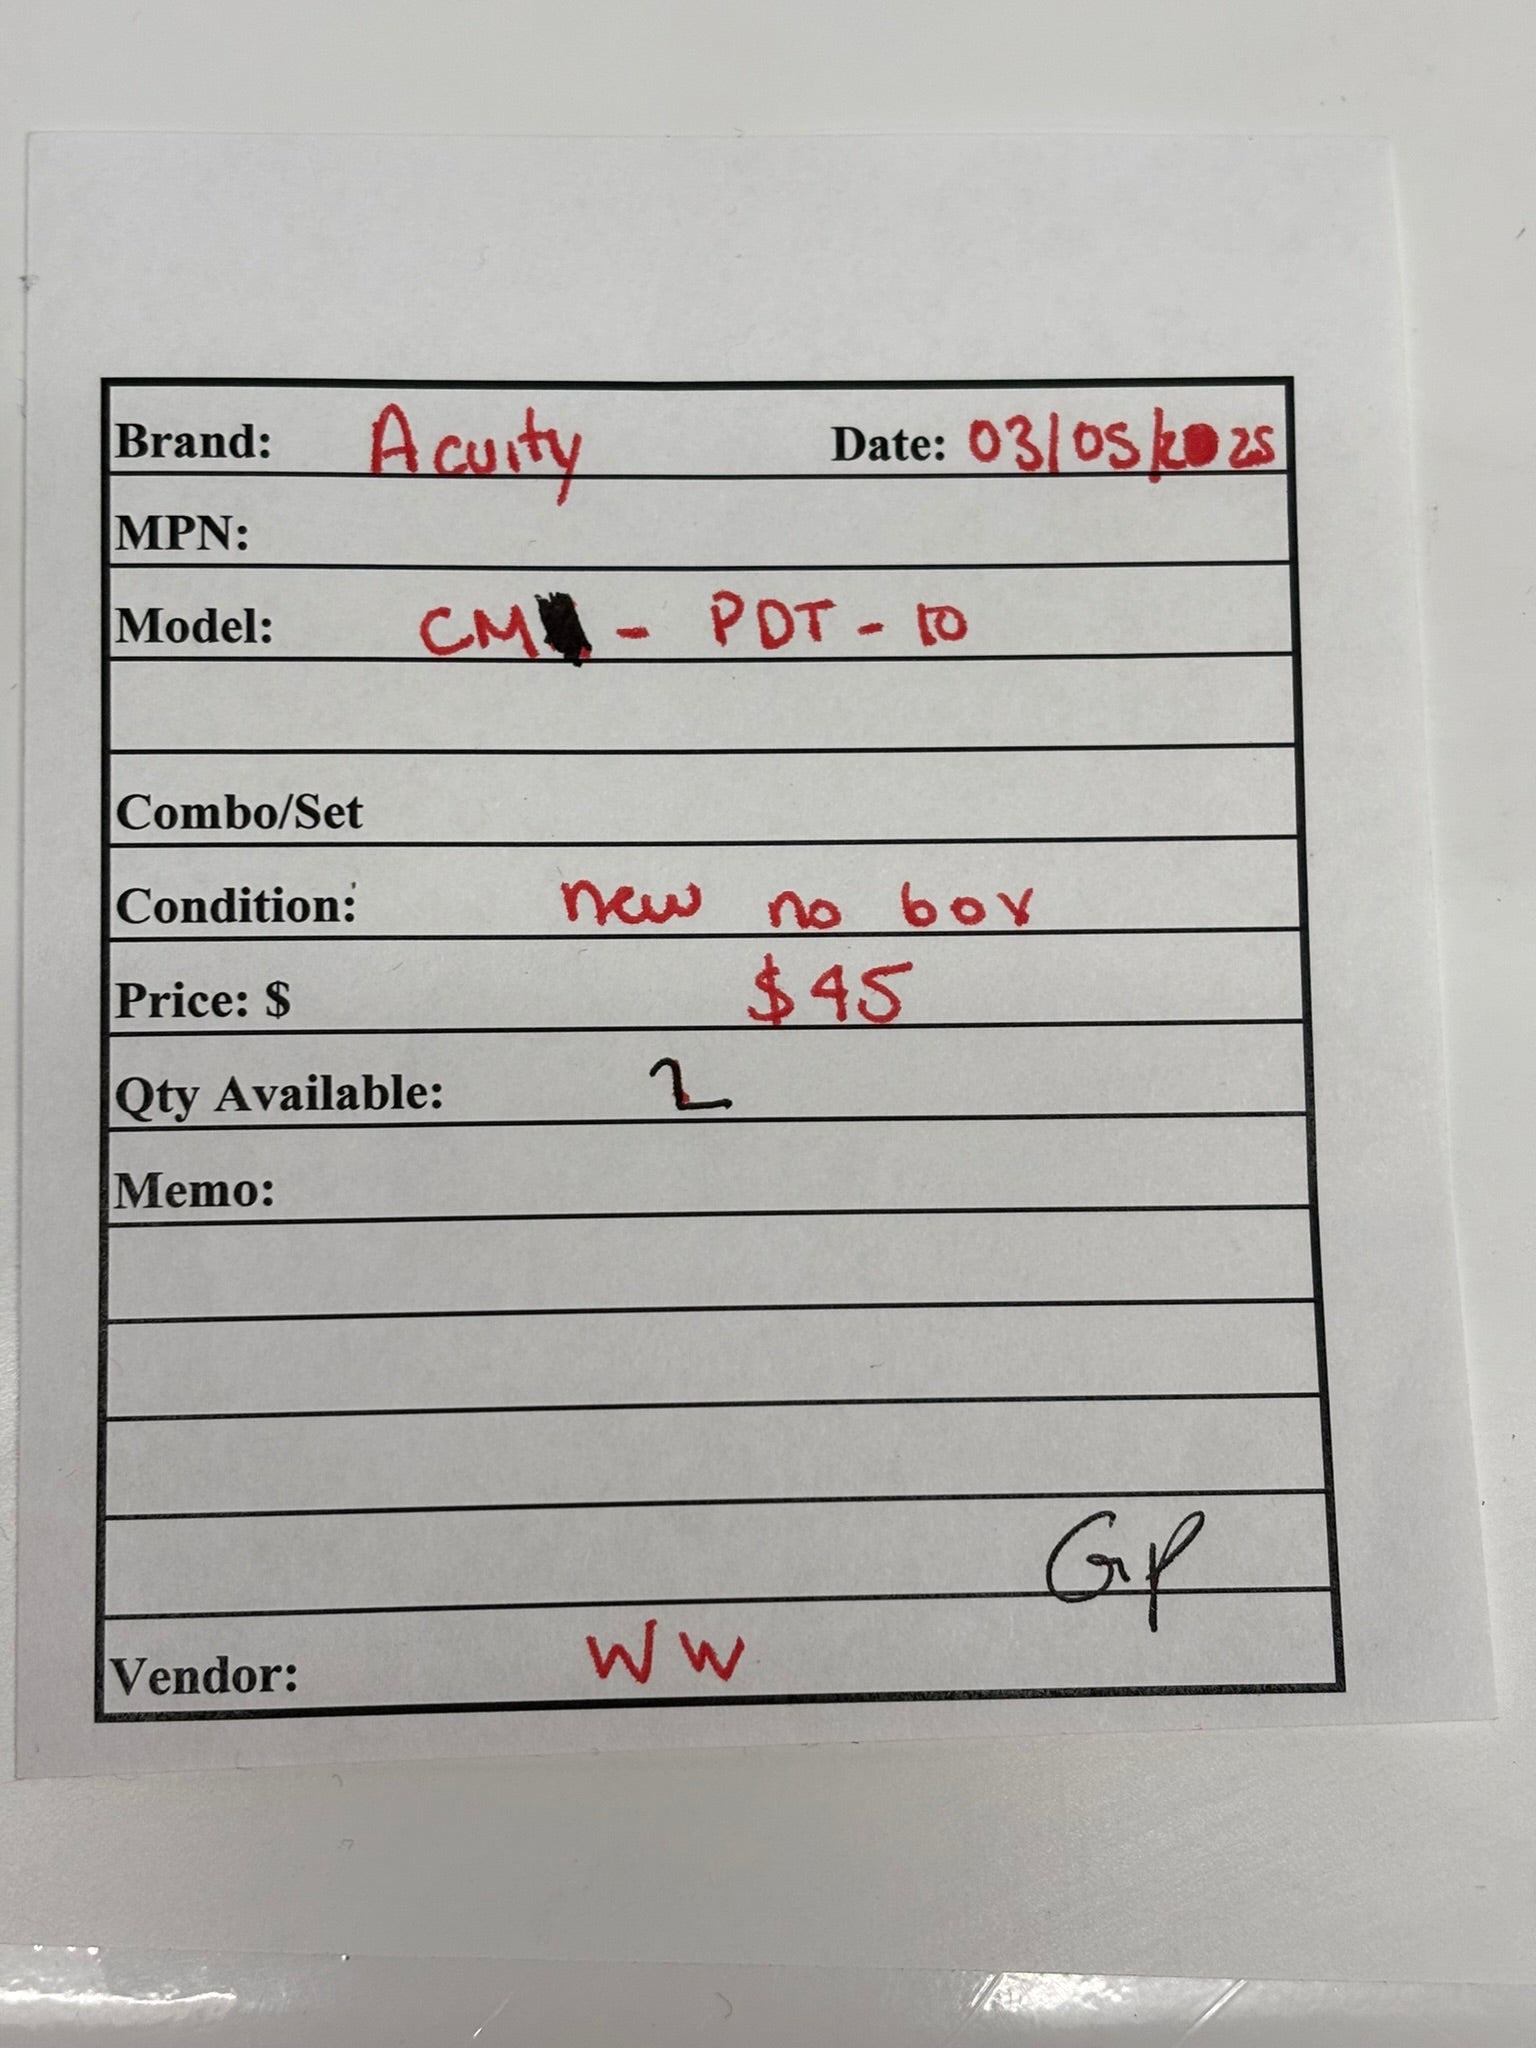 Brand: Acuity Date: 03/05/2025
MPN:
Model: CM - PDT - 10
Combo/Set
Condition: new no box
Price: $ $45
Qty Available: 2
Memo:
GP
Vendor: WW